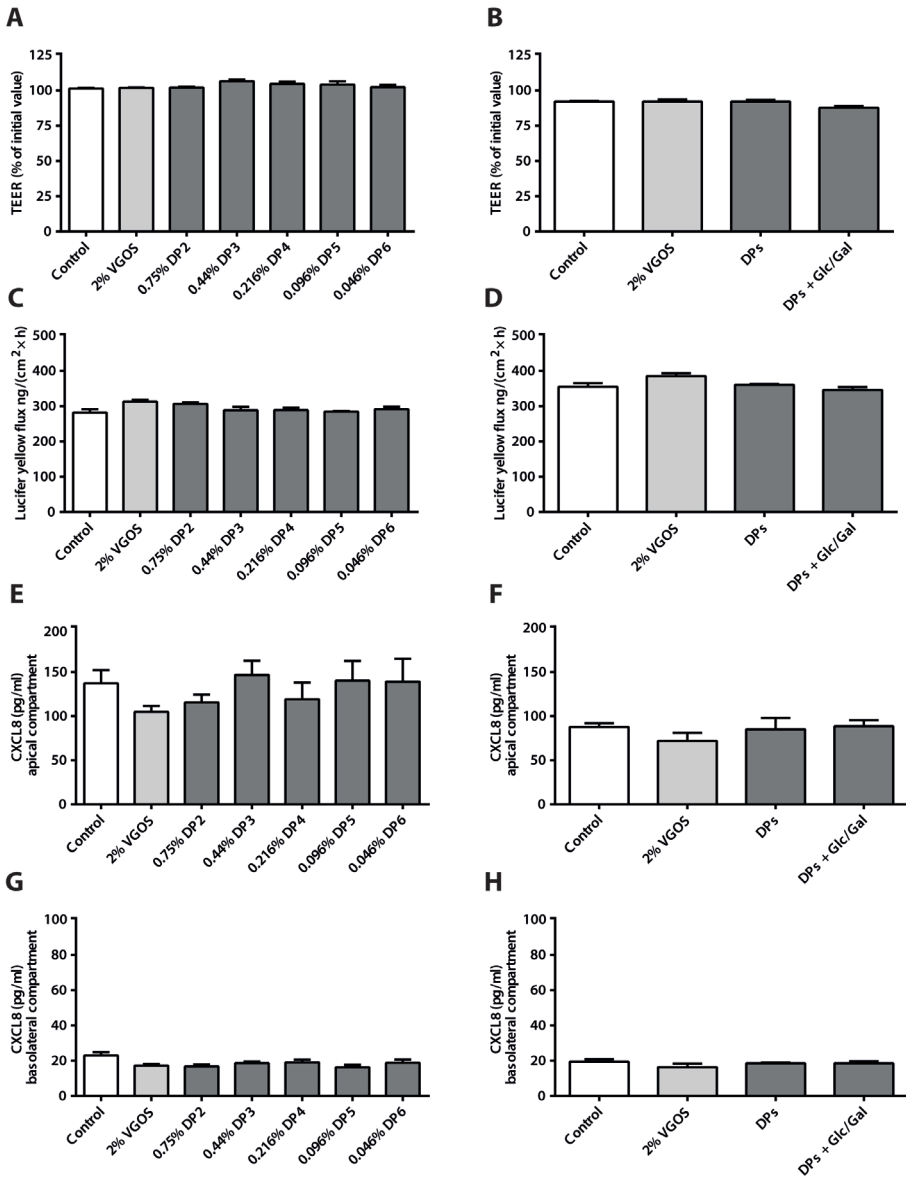 A
TEER (% of initial value)
125
100
75
50
25
0
Control
2% VGOS
0.75% DP2
0.44% DP3
0.216% DP4
0.096% DP5
0.046% DP6
B
TEER (% of initial value)
125
100
75
50
25
0
Control
2% VGOS
DPs
DPs + Glc/Gal
C
Lucifer yellow flux ng/(cm²×h)
500
400
300
200
100
0
Control
2% VGOS
0.75% DP2
0.44% DP3
0.216% DP4
0.096% DP5
0.046% DP6
D
Lucifer yellow flux ng/(cm²×h)
500
400
300
200
100
0
Control
2% VGOS
DPs
DPs + Glc/Gal
E
CXCL8 (pg/ml)
apical compartment
200
150
100
50
0
Control
2% VGOS
0.75% DP2
0.44% DP3
0.216% DP4
0.096% DP5
0.046% DP6
F
CXCL8 (pg/ml)
apical compartment
200
150
100
50
0
Control
2% VGOS
DPs
DPs + Glc/Gal
G
CXCL8 (pg/ml)
basolateral compartment
100
80
60
40
20
0
Control
2% VGOS
0.75% DP2
0.44% DP3
0.216% DP4
0.096% DP5
0.046% DP6
H
CXCL8 (pg/ml)
basolateral compartment
100
80
60
40
20
0
Control
2% VGOS
DPs
DPs + Glc/Gal